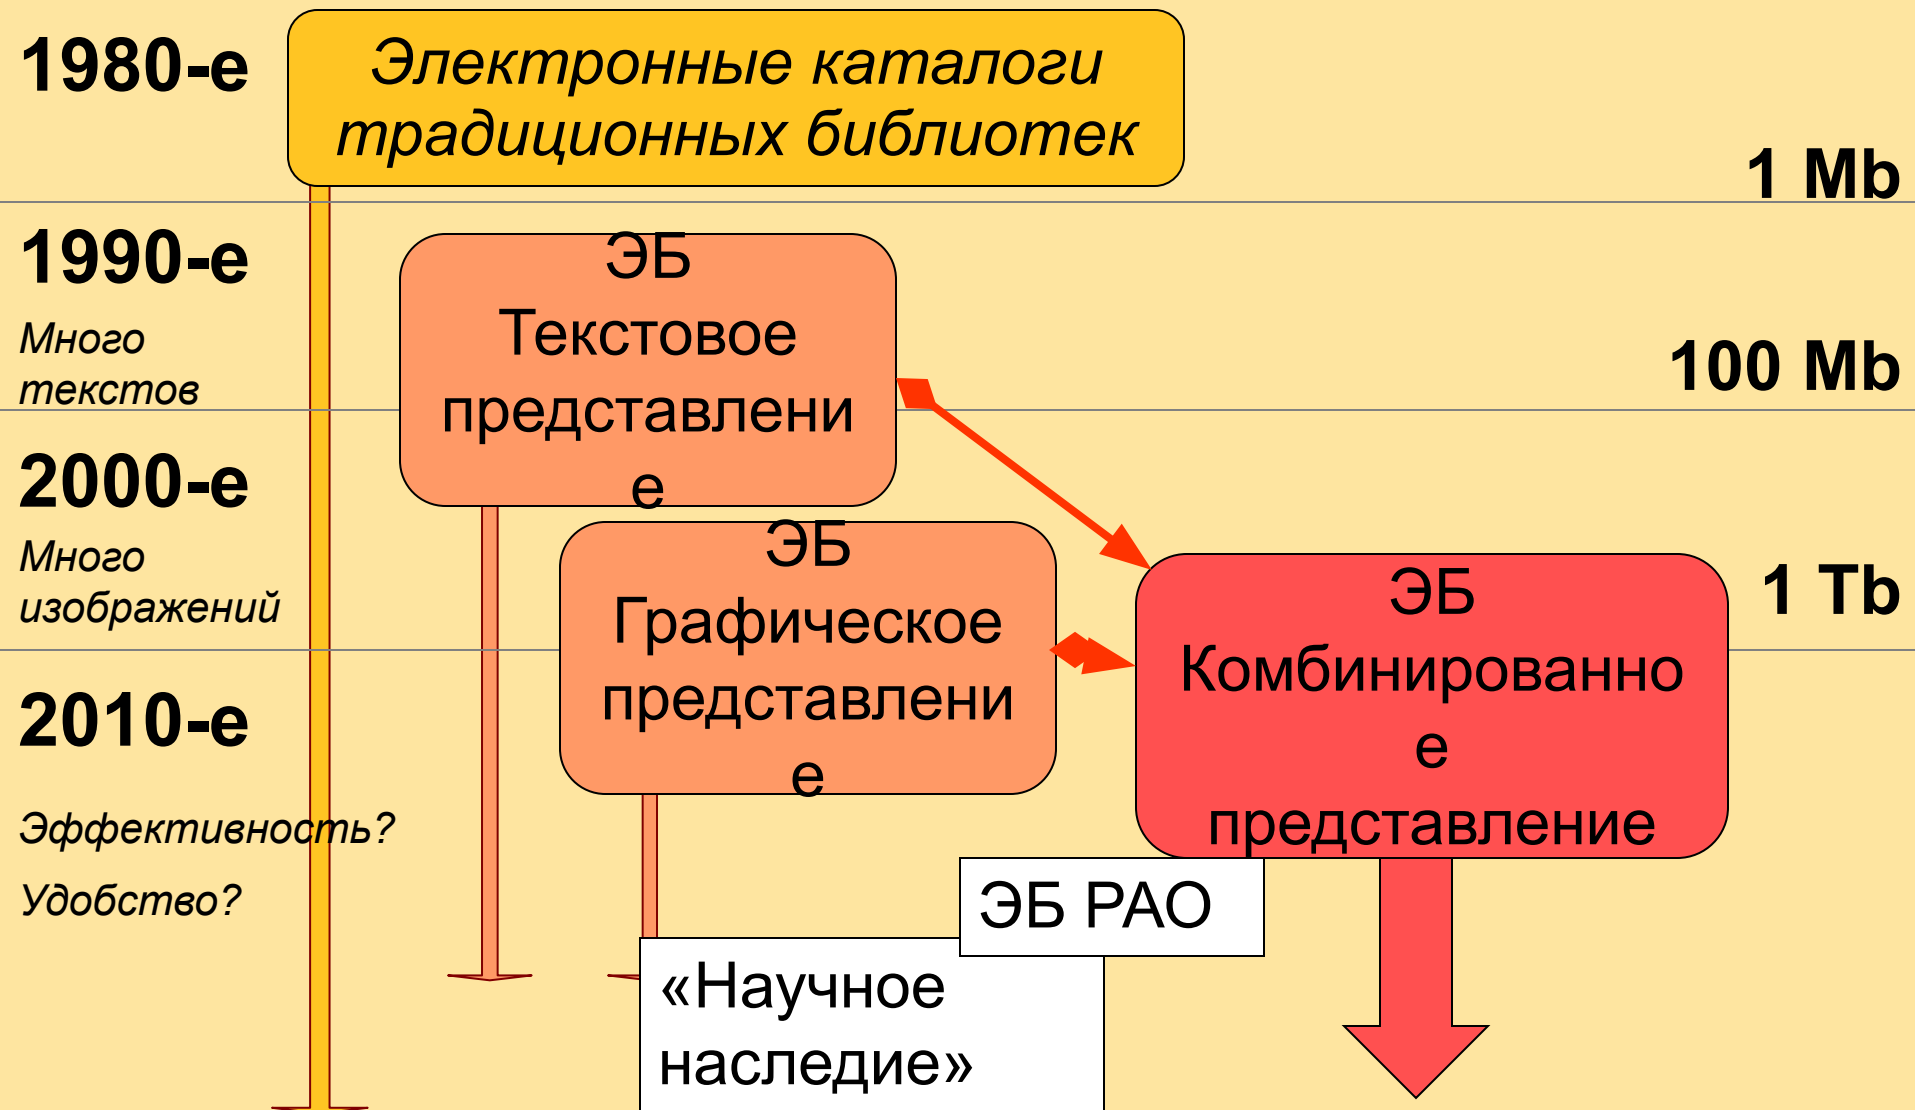 1980-е
Электронные каталоги
традиционных библиотек
1 Mb
1990-е
Много
текстов
ЭБ
Текстовое
представлени
е
100 Mb
2000-е
Много
изображений
ЭБ
Графическое
представлени
е
ЭБ
Комбинированно
е
представление
1 Tb
2010-е
Эффективность?
Удобство?
ЭБ РАО
«Научное
наследие»